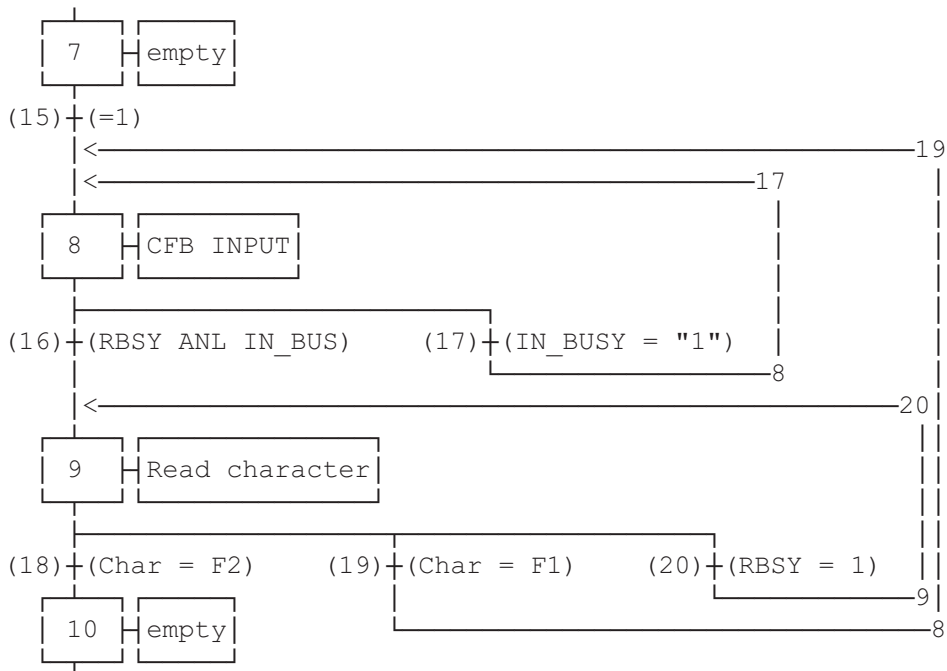 7 empty
(15) (=1)
19
17
8 CFB INPUT
(16) (RBSY ANL IN_BUS) (17) (IN_BUSY = "1")
8
20
9 Read character
(18) (Char = F2) (19) (Char = F1) (20) (RBSY = 1)
9
10 empty 8